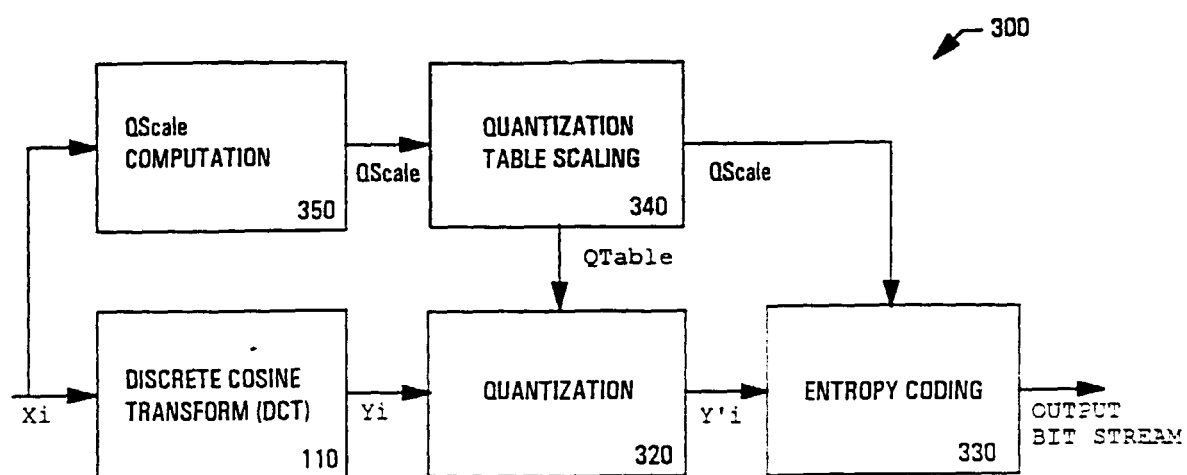 300
QScale
COMPUTATION
350
QScale
QUANTIZATION
TABLE SCALING
340
QScale
QTable
Xi
DISCRETE COSINE
TRANSFORM (DCT)
110
Yi
QUANTIZATION
320
Y'i
ENTROPY CODING
330
OUTPUT
BIT STREAM